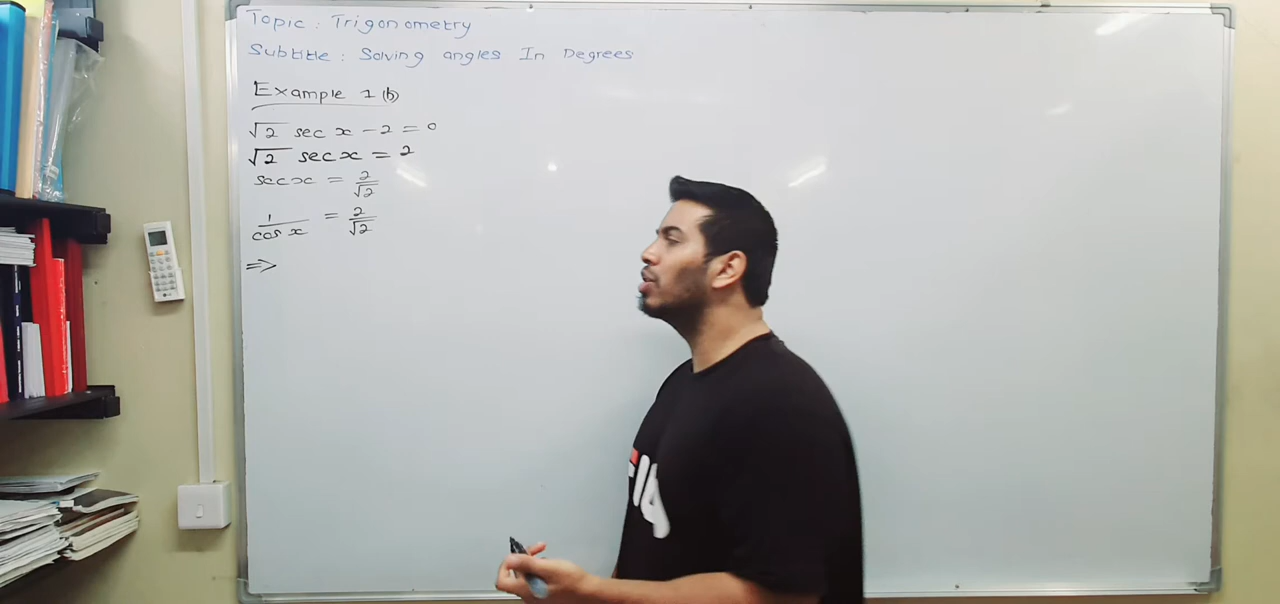 Topic : Trigonometry
Subtitle : Solving angles In Degrees
Example 1 (b)
√2 sec x - 2 = 0
√2 sec x = 2
sec x = 2/√2
1/cos x = 2/√2
=>